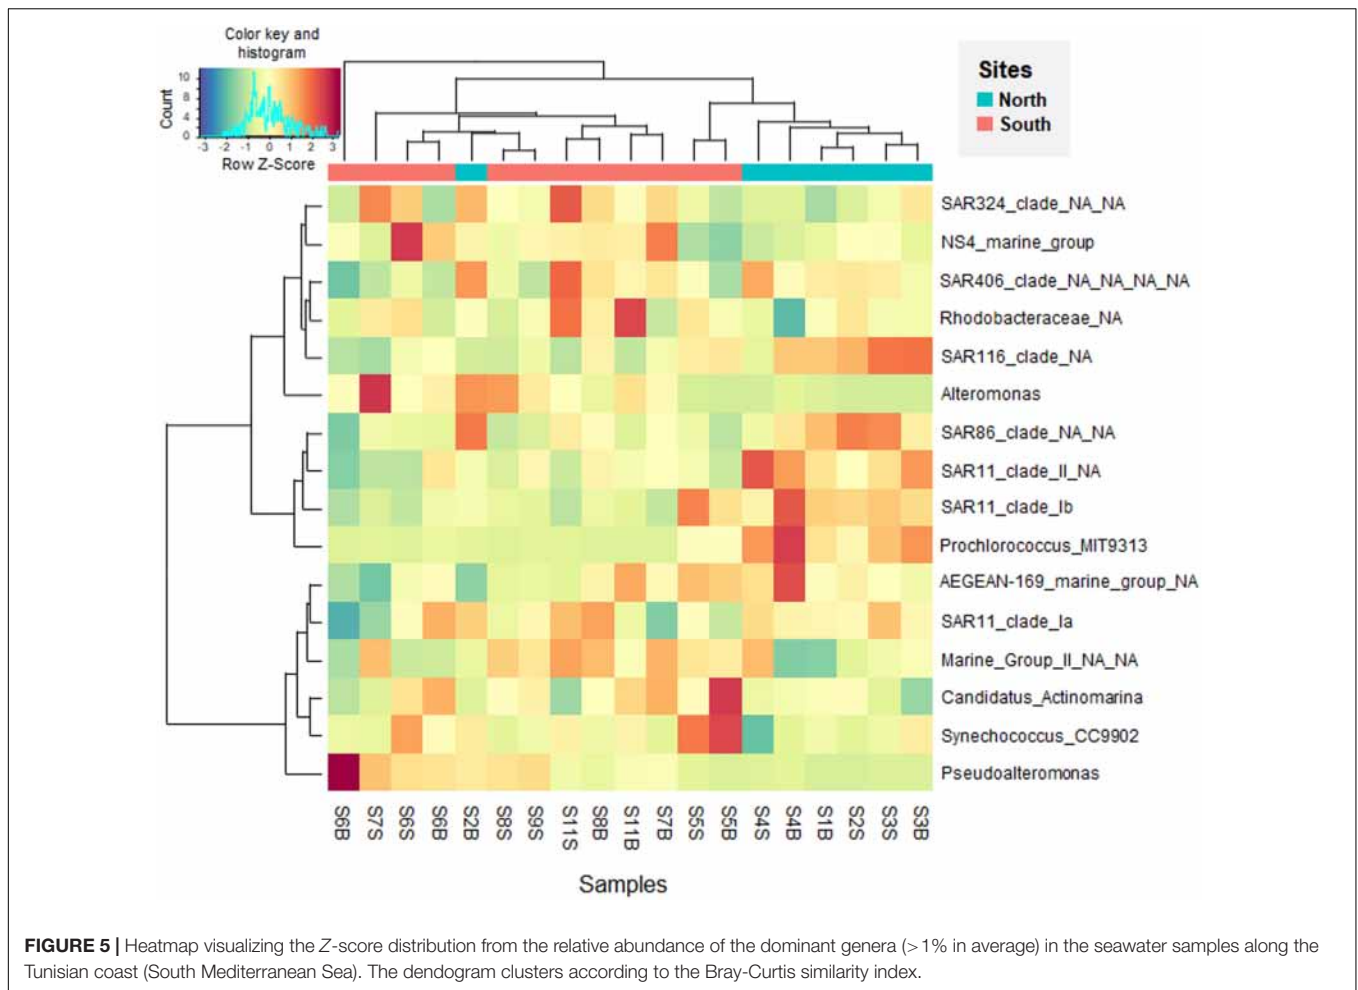 Color key and
histogram
Count
10
8
4
2
0
-3 -2 -1 0 1 2 3
Row Z-Score
Sites
North
South
SAR324_clade_NA_NA
NS4_marine_group
SAR406_clade_NA_NA_NA_NA
Rhodobacteraceae_NA
SAR116_clade_NA
Alteromonas
SAR86_clade_NA_NA
SAR11_clade_II_NA
SAR11_clade_Ib
Prochlorococcus_MIT9313
AEGEAN-169_marine_group_NA
SAR11_clade_Ia
Marine_Group_II_NA_NA
Candidatus_Actinomarina
Synechococcus_CC9902
Pseudoalteromonas
S6B S7S S6S S6B S2B S8S S9S S11S S8B S11B S7B S5S S5B S4S S4B S1B S2S S3S S3B
Samples
FIGURE 5 | Heatmap visualizing the Z-score distribution from the relative abundance of the dominant genera (>1% in average) in the seawater samples along the
Tunisian coast (South Mediterranean Sea). The dendogram clusters according to the Bray-Curtis similarity index.